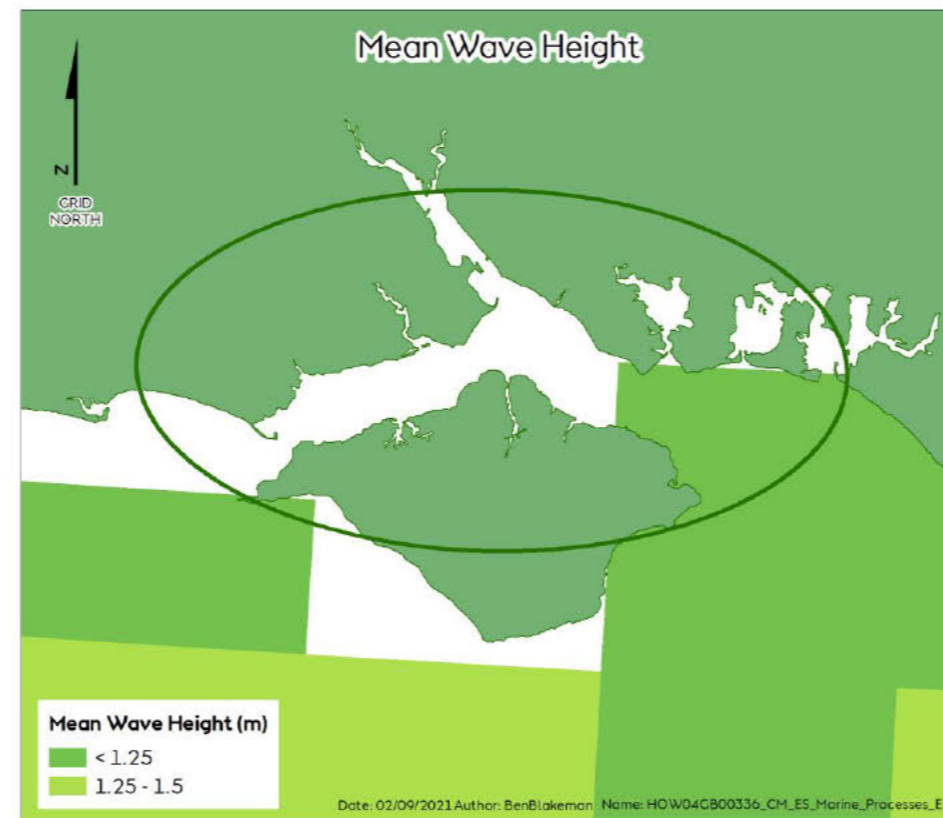 Mean Wave Height
N
GRID
NORTH
Mean Wave Height (m)
< 1.25
1.25 - 1.5
Date: 02/09/2021 Author: BenBlakeman Name: HOW04GB00336_CM_ES_Marine_Processes_E